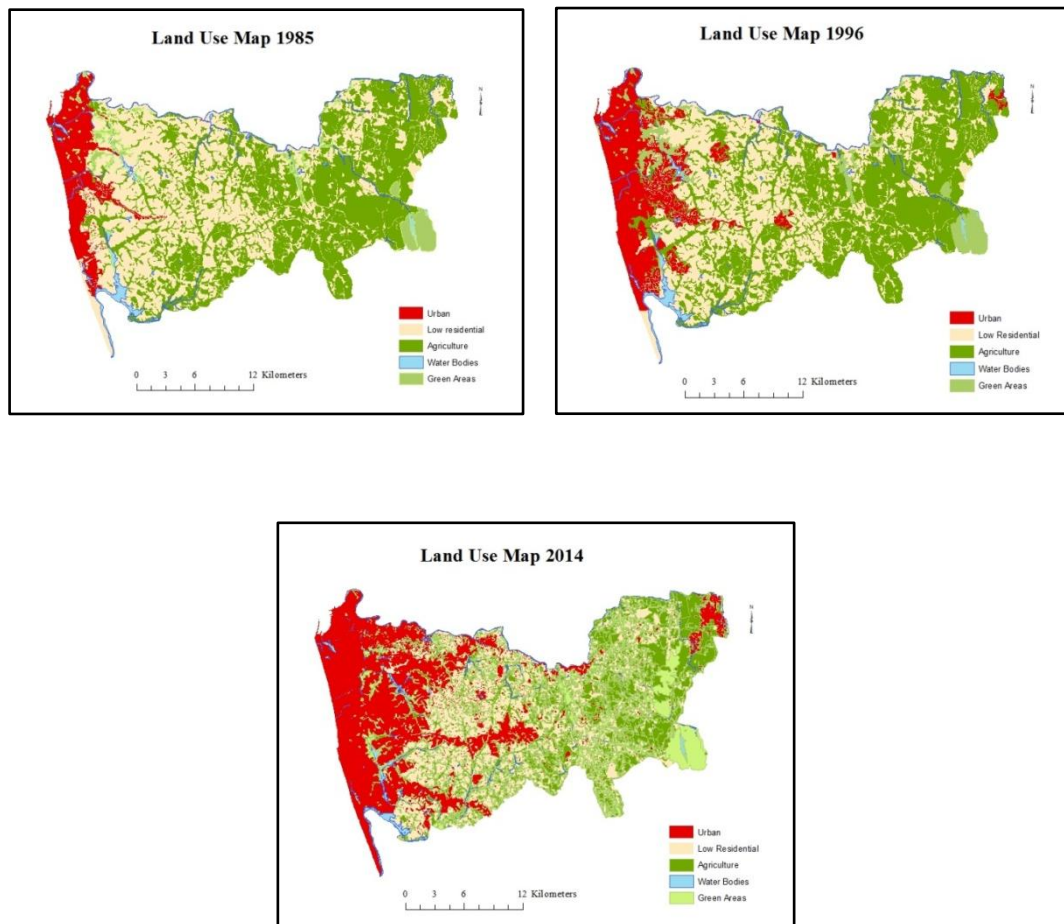 Land Use Map 1985
N
Urban
Low residential
Agriculture
Water Bodies
Green Areas
0 3 6 12 Kilometers
Land Use Map 1996
N
Urban
Low Residential
Agriculture
Water Bodies
Green Areas
0 3 6 12 Kilometers
Land Use Map 2014
N
Urban
Low Residential
Agriculture
Water Bodies
Green Areas
0 3 6 12 Kilometers